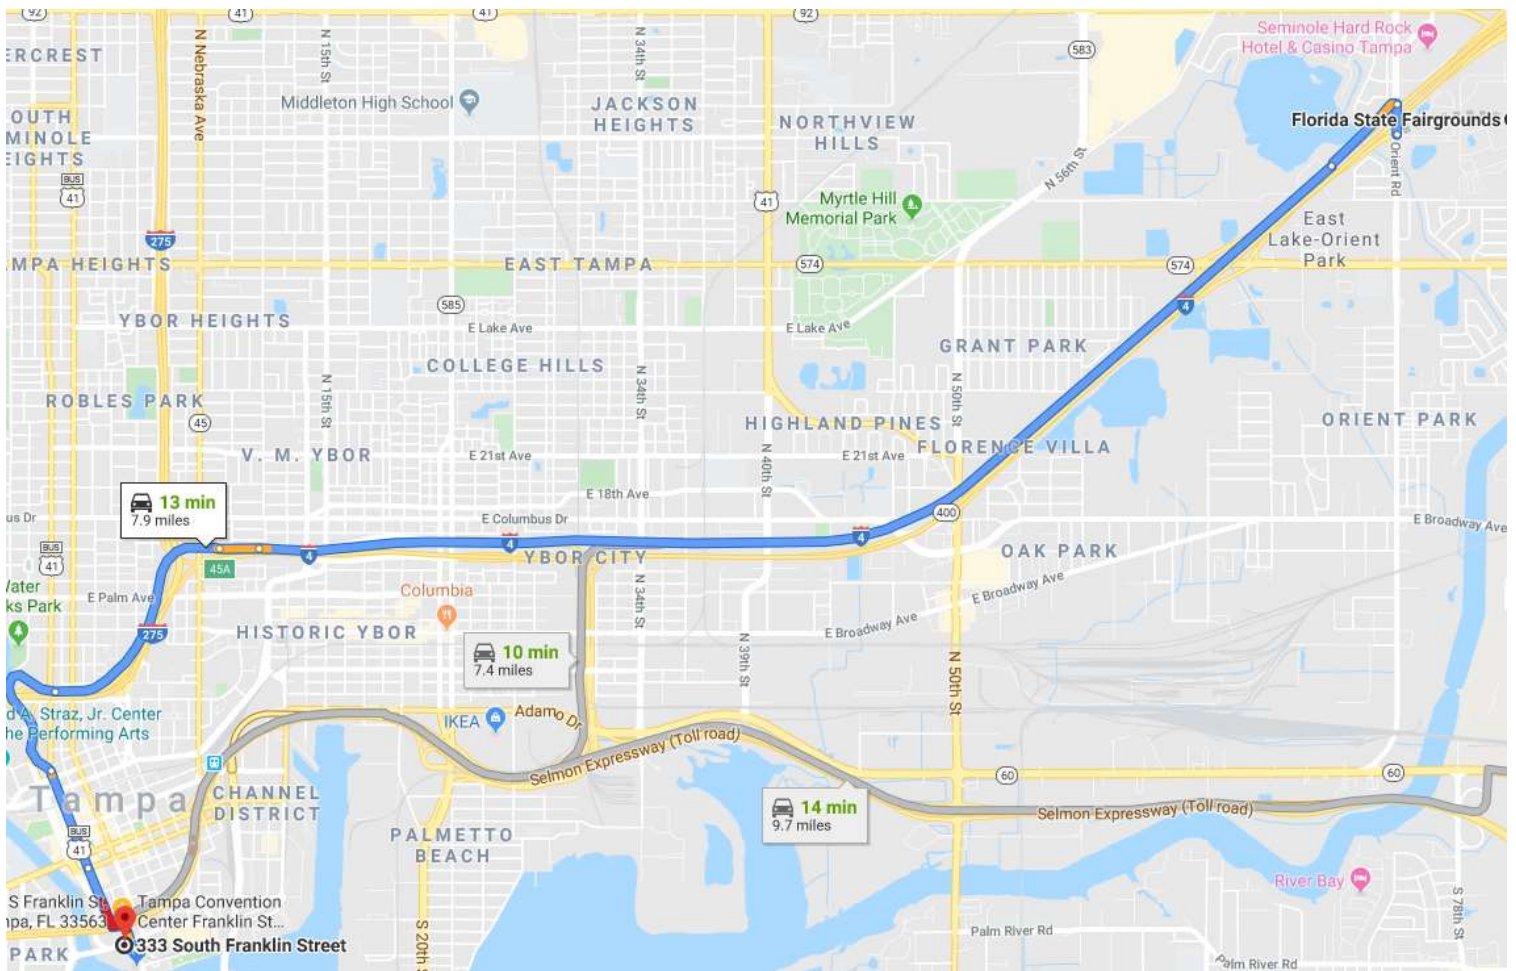 92
41
41
92
Seminole Hard Rock
Hotel & Casino Tampa
583
ERCREST
N Nebraska Ave
N 15th St
N 34th St
Middleton High School
JACKSON
HEIGHTS
NORTHVIEW
HILLS
Florida State Fairgrounds
OUTH
MINOLE
EIGHTS
BUS
41
N 56th St
Orient Rd
41
Myrtle Hill
Memorial Park
275
East
Lake-Orient
Park
MPA HEIGHTS
EAST TAMPA
574
574
585
4
YBOR HEIGHTS
E Lake Ave
E Lake Ave
GRANT PARK
COLLEGE HILLS
N 15th St
N 34th St
N 50th St
ROBLES PARK
45
HIGHLAND PINES
ORIENT PARK
V. M. YBOR
E 21st Ave
N 40th St
E 21st Ave
FLORENCE VILLA
13 min
7.9 miles
E 18th Ave
us Dr
E Columbus Dr
400
E Broadway Ave
BUS
41
4
4
4
YBOR CITY
OAK PARK
45A
Columbia
N 34th St
E Broadway Ave
ks Park
E Palm Ave
275
HISTORIC YBOR
E Broadway Ave
10 min
7.4 miles
N 39th St
N 50th St
Straz, Jr. Center
he Performing Arts
IKEA
Adamo Dr
Selmon Expressway (Toll road)
60
60
Tampa
CHANNEL
DISTRICT
14 min
9.7 miles
Selmon Expressway (Toll road)
BUS
41
PALMETTO
BEACH
River Bay
S Franklin St
Tampa Convention
npa, FL 33563
Center Franklin St...
S 20th S
S 78th St
333 South Franklin Street
Palm River Rd
PARK
Palm River Rd